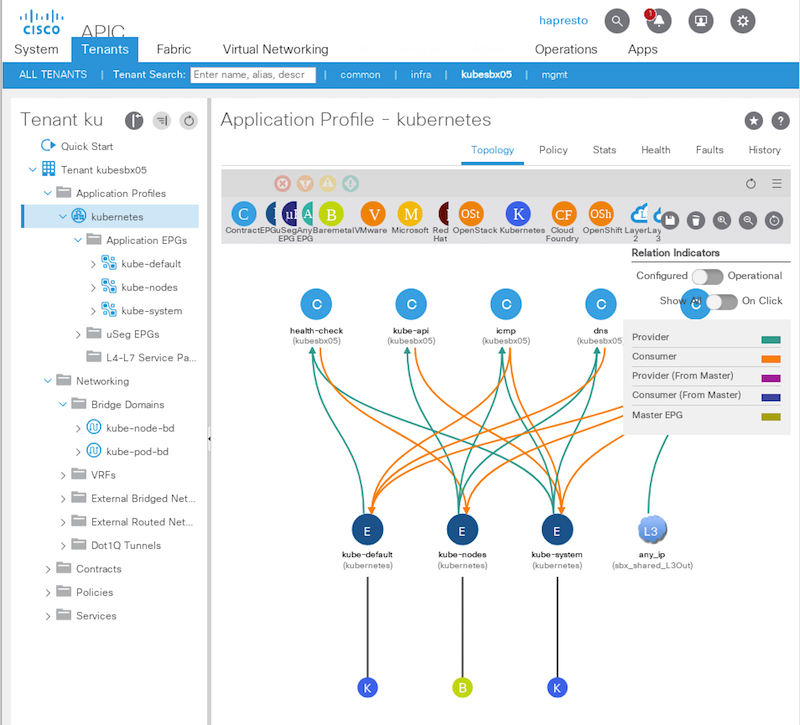 CISCO
APIC
hapresto
1
System
Tenants
Fabric
Virtual Networking
Operations
Apps
ALL TENANTS | Tenant Search: Enter name, alias, descr | common | infra | kubesbx05 | mgmt
Tenant ku
Quick Start
Tenant kubesbx05
Application Profiles
kubernetes
Application EPGs
kube-default
kube-nodes
kube-system
uSeg EPGs
L4-L7 Service Pa...
Networking
Bridge Domains
kube-node-bd
kube-pod-bd
VRFs
External Bridged Net...
External Routed Net...
Dot1Q Tunnels
Contracts
Policies
Services
Application Profile - kubernetes
?
Topology
Policy
Stats
Health
Faults
History
C
uE
A
B
V
M
OSt
K
CF
OSh
Contract
EPG
uSeg EPG
Any EPG
Baremetal
VMware
Microsoft
Red Hat
OpenStack
Kubernetes
Cloud Foundry
OpenShift
Layer 2
Lay 3
Relation Indicators
Configured
Operational
Show All
On Click
Provider
Consumer
Provider (From Master)
Consumer (From Master)
Master EPG
C
C
C
C
C
health-check
(kubesbx05)
kube-api
(kubesbx05)
icmp
(kubesbx05)
dns
(kubesbx05
E
E
E
L3
kube-default
(kubernetes)
kube-nodes
(kubernetes)
kube-system
(kubernetes)
any_ip
(sbx_shared_L3Out)
K
B
K